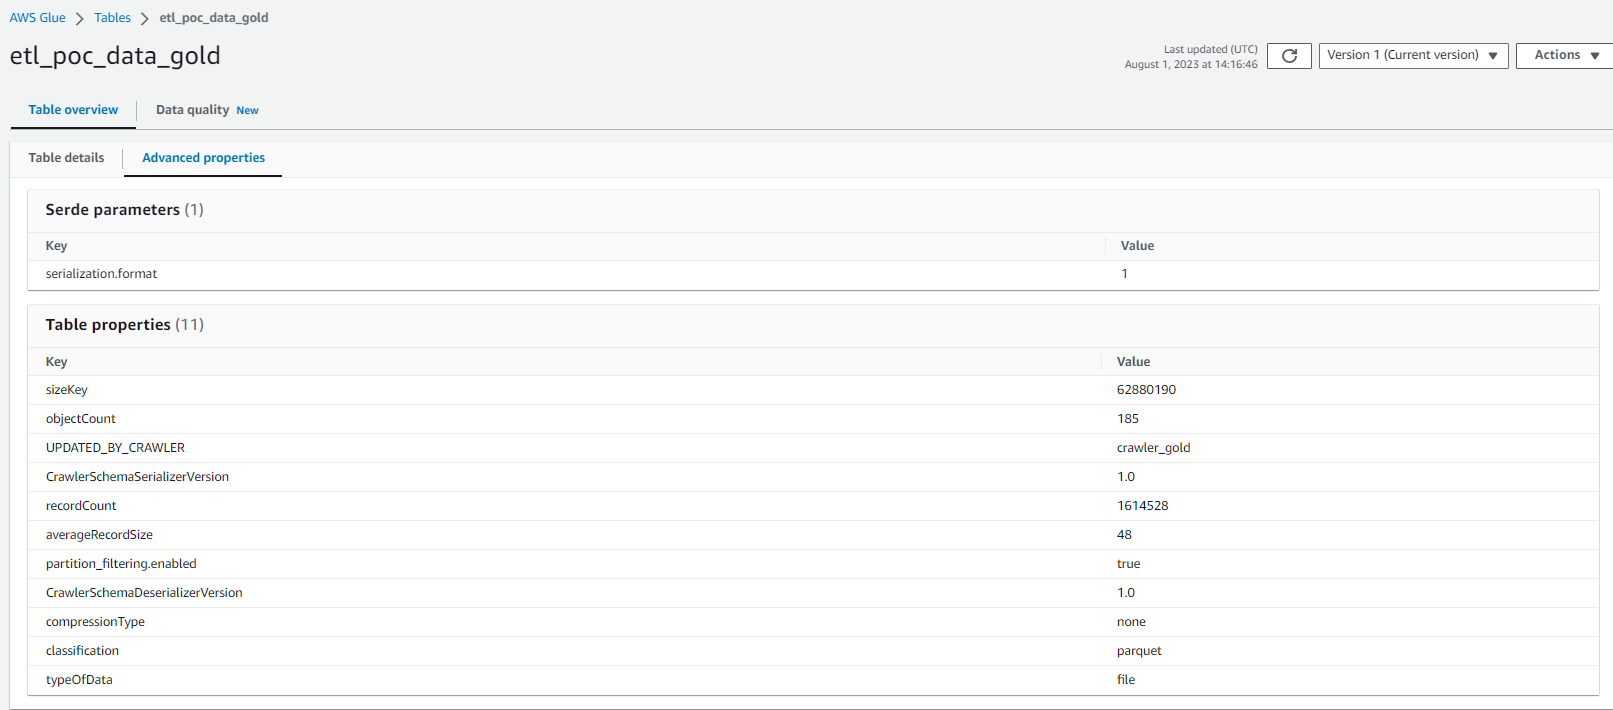 AWS Glue > Tables > etl_poc_data_gold
etl_poc_data_gold
Last updated (UTC)
August 1, 2023 at 14:16:46
Version 1 (Current version)
Actions
Table overview
Data quality New
Table details
Advanced properties
Serde parameters (1)
Key Value
serialization.format 1
Table properties (11)
Key Value
sizeKey 62880190
objectCount 185
UPDATED_BY_CRAWLER crawler_gold
CrawlerSchemaSerializerVersion 1.0
recordCount 1614528
averageRecordSize 48
partition_filtering.enabled true
CrawlerSchemaDeserializerVersion 1.0
compressionType none
classification parquet
typeOfData file